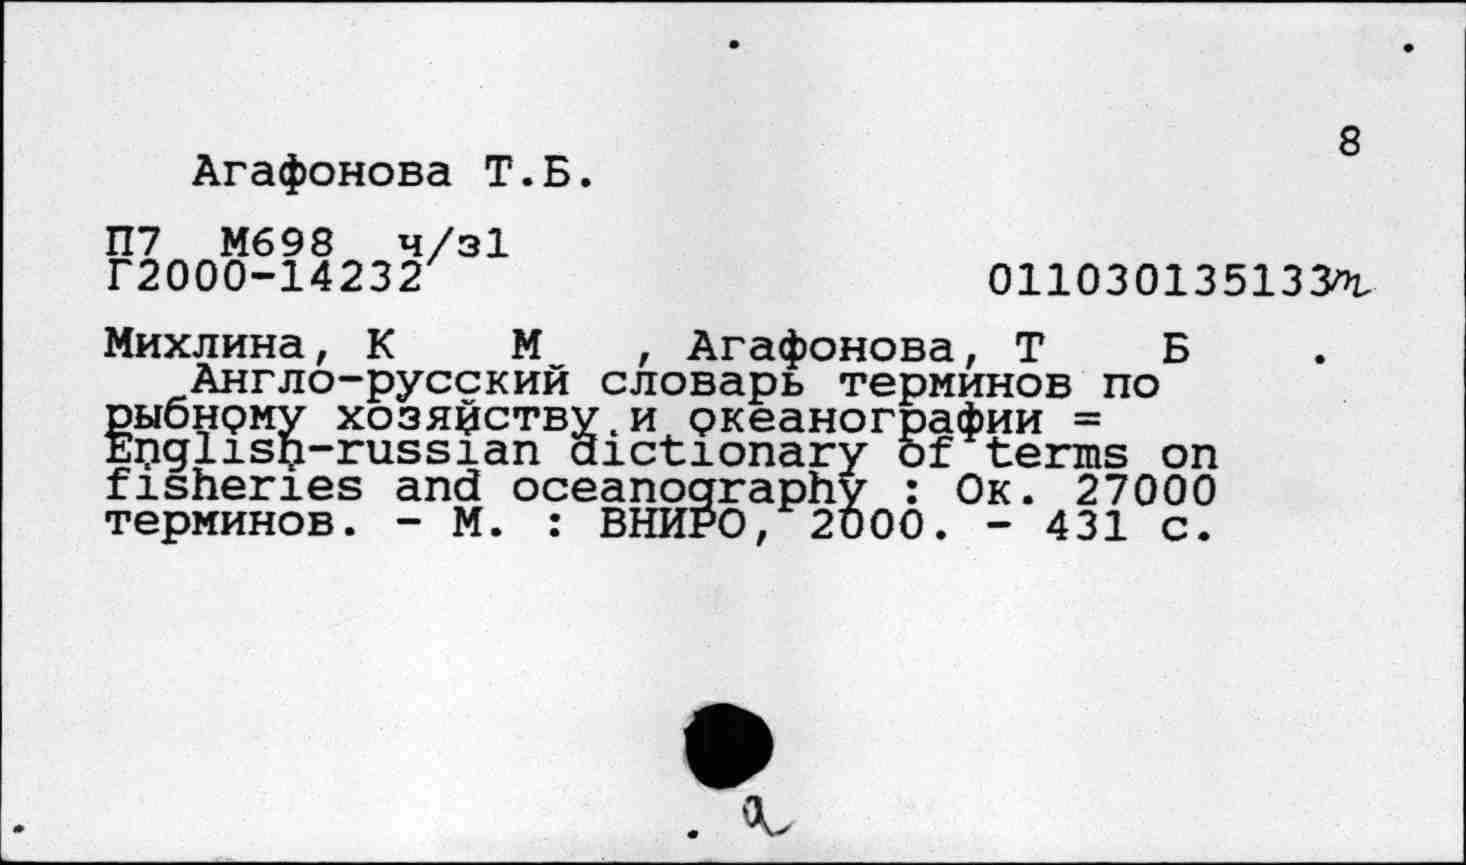 8
Агафонова Т.Б.
П7 М698 ч/з1
Г2000-14232
011030135133т
Михлина, К М , Агафонова, Т Б .
Англо-русский словарь терминов по
рыбному хозяйству и океанографии =
English-russian dictionary of terms on
fisheries and oceanography : Ок. 27000
терминов. - М. : ВНИРО, 2000. - 431 с.
а